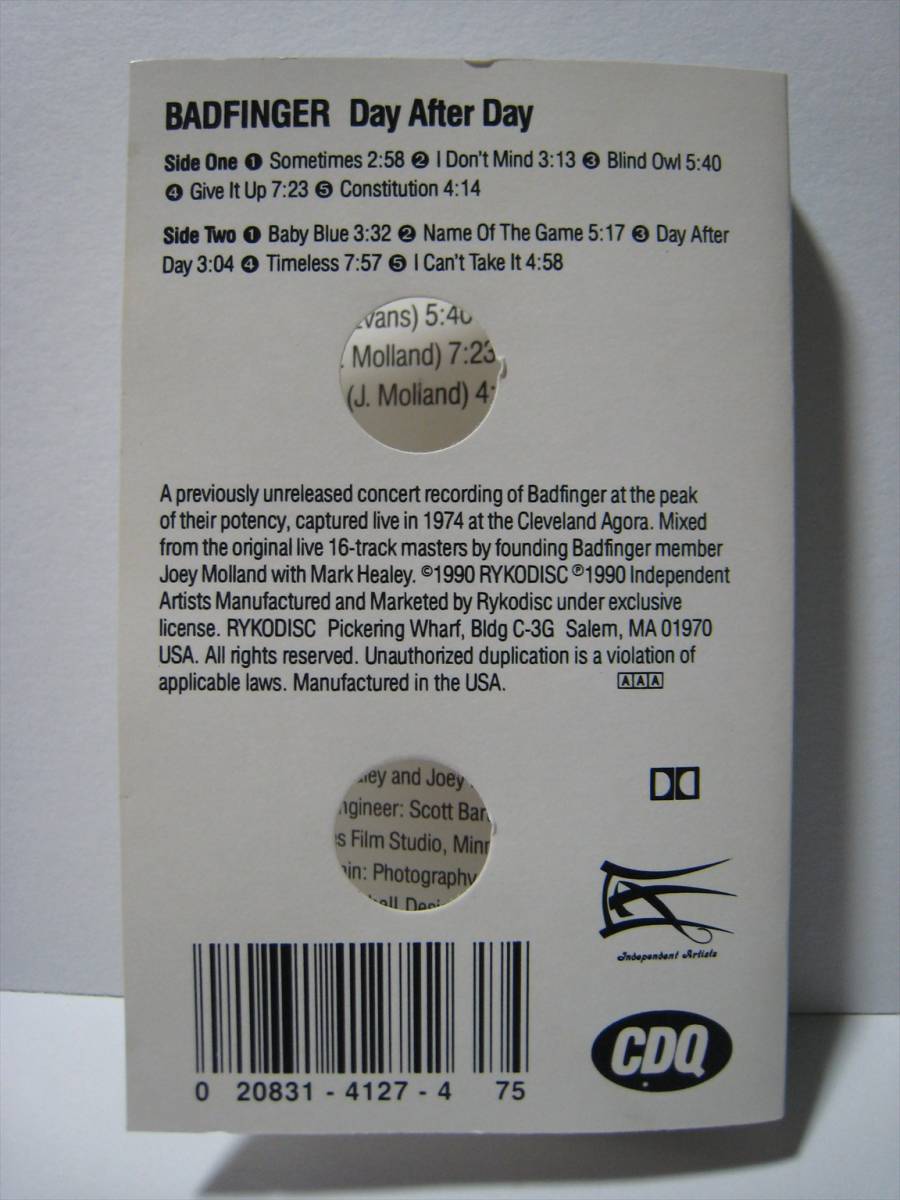 BADFINGER Day After Day
Side One ❶ Sometimes 2:58 ❷ I Don't Mind 3:13 ❸ Blind Owl 5:40
❹ Give It Up 7:23 ❺ Constitution 4:14
Side Two ❶ Baby Blue 3:32 ❷ Name Of The Game 5:17 ❸ Day After
Day 3:04 ❹ Timeless 7:57 ❺ I Can't Take It 4:58
vans) 5:40
. Molland) 7:23
(J. Molland) 4:
A previously unreleased concert recording of Badfinger at the peak
of their potency, captured live in 1974 at the Cleveland Agora. Mixed
from the original live 16-track masters by founding Badfinger member
Joey Molland with Mark Healey. ©1990 RYKODISC ℗1990 Independent
Artists Manufactured and Marketed by Rykodisc under exclusive
license. RYKODISC Pickering Wharf, Bldg C-3G Salem, MA 01970
USA. All rights reserved. Unauthorized duplication is a violation of
applicable laws. Manufactured in the USA. AAA
ey and Joey
ngineer: Scott Bar
s Film Studio, Minn
in: Photography
Independent Artists
CDQ
0 20831 - 4127 - 4 75